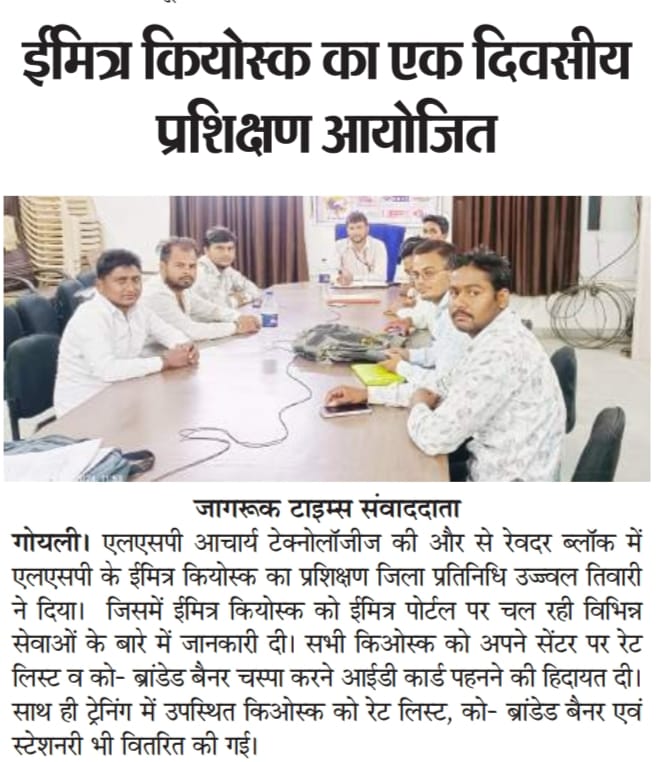 ईमित्र कियोस्क का एक दिवसीय
प्रशिक्षण आयोजित
जागरूक टाइम्स संवाददाता
गोयली। एलएसपी आचार्य टेक्नोलॉजीज की और से रेवदर ब्लॉक में
एलएसपी के ईमित्र कियोस्क का प्रशिक्षण जिला प्रतिनिधि उज्ज्वल तिवारी
ने दिया। जिसमें ईमित्र कियोस्क को ईमित्र पोर्टल पर चल रही विभिन्न
सेवाओं के बारे में जानकारी दी। सभी किओस्क को अपने सेंटर पर रेट
लिस्ट व को- ब्रांडेड बैनर चस्पा करने आईडी कार्ड पहनने की हिदायत दी।
साथ ही ट्रेनिंग में उपस्थित किओस्क को रेट लिस्ट, को- ब्रांडेड बैनर एवं
स्टेशनरी भी वितरित की गई।